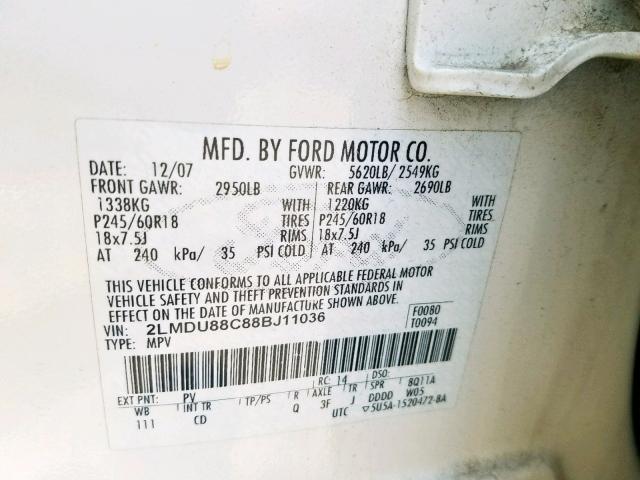 MFD. BY FORD MOTOR CO.
DATE: 12/07 GVWR: 5620LB/ 2549KG
FRONT GAWR: 2950LB REAR GAWR: 2690LB
1338KG WITH 1220KG WITH
P245/60R18 TIRES P245/60R18 TIRES
18x7.5J RIMS 18x7.5J RIMS
AT 240 kPa/ 35 PSI COLD AT 240 kPa/ 35 PSI COLD
THIS VEHICLE CONFORMS TO ALL APPLICABLE FEDERAL MOTOR
VEHICLE SAFETY AND THEFT PREVENTION STANDARDS IN
EFFECT ON THE DATE OF MANUFACTURE SHOWN ABOVE.
VIN: 2LMDU88C88BJ11036 F0080
TYPE: MPV T0094
RC: 14 DSO:
EXT PNT: PV
WB INT TR TP/PS R AXLE TR SPR 8Q11A
111 CD Q 3F J DDDD W05
UTC ▽5U5A-1520472-BA